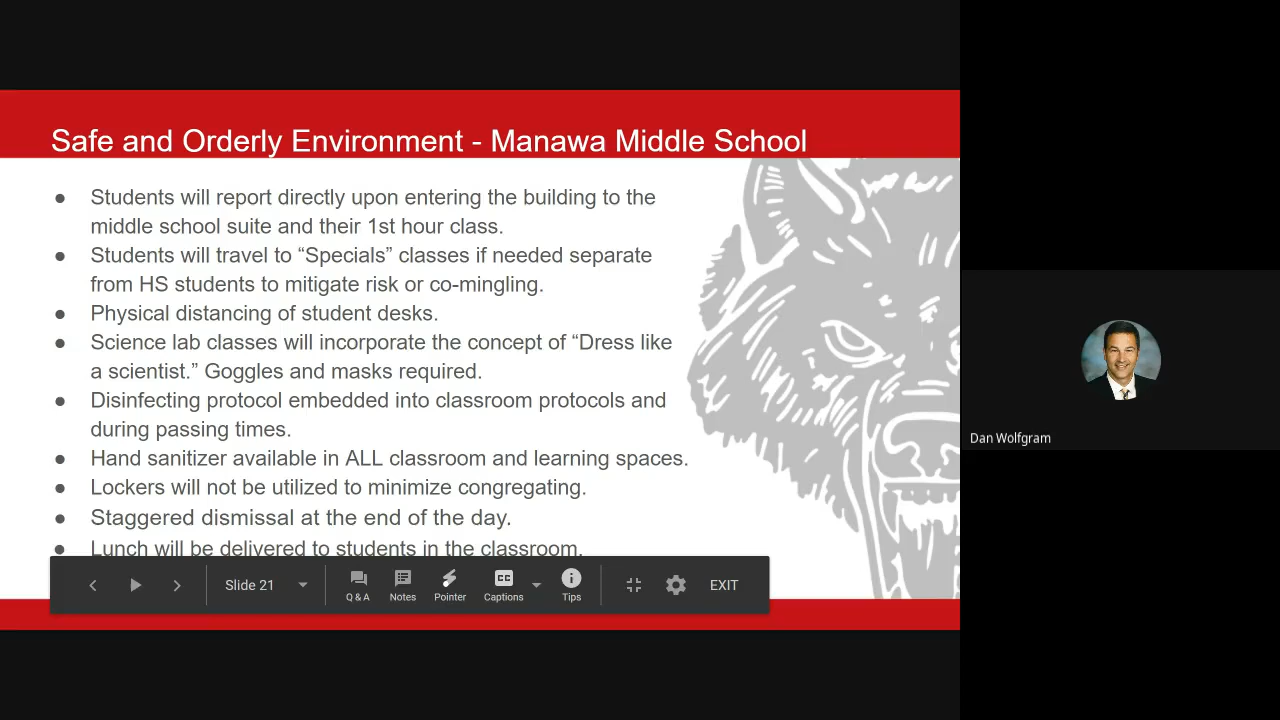 Safe and Orderly Environment - Manawa Middle School
● Students will report directly upon entering the building to the
middle school suite and their 1st hour class.
● Students will travel to “Specials” classes if needed separate
from HS students to mitigate risk or co-mingling.
● Physical distancing of student desks.
● Science lab classes will incorporate the concept of “Dress like
a scientist.” Goggles and masks required.
● Disinfecting protocol embedded into classroom protocols and
during passing times.
● Hand sanitizer available in ALL classroom and learning spaces.
● Lockers will not be utilized to minimize congregating.
● Staggered dismissal at the end of the day.
● Lunch will be delivered to students in the classroom.
Slide 21
Q & A
Notes
Pointer
CC
Captions
Tips
EXIT
Dan Wolfgram